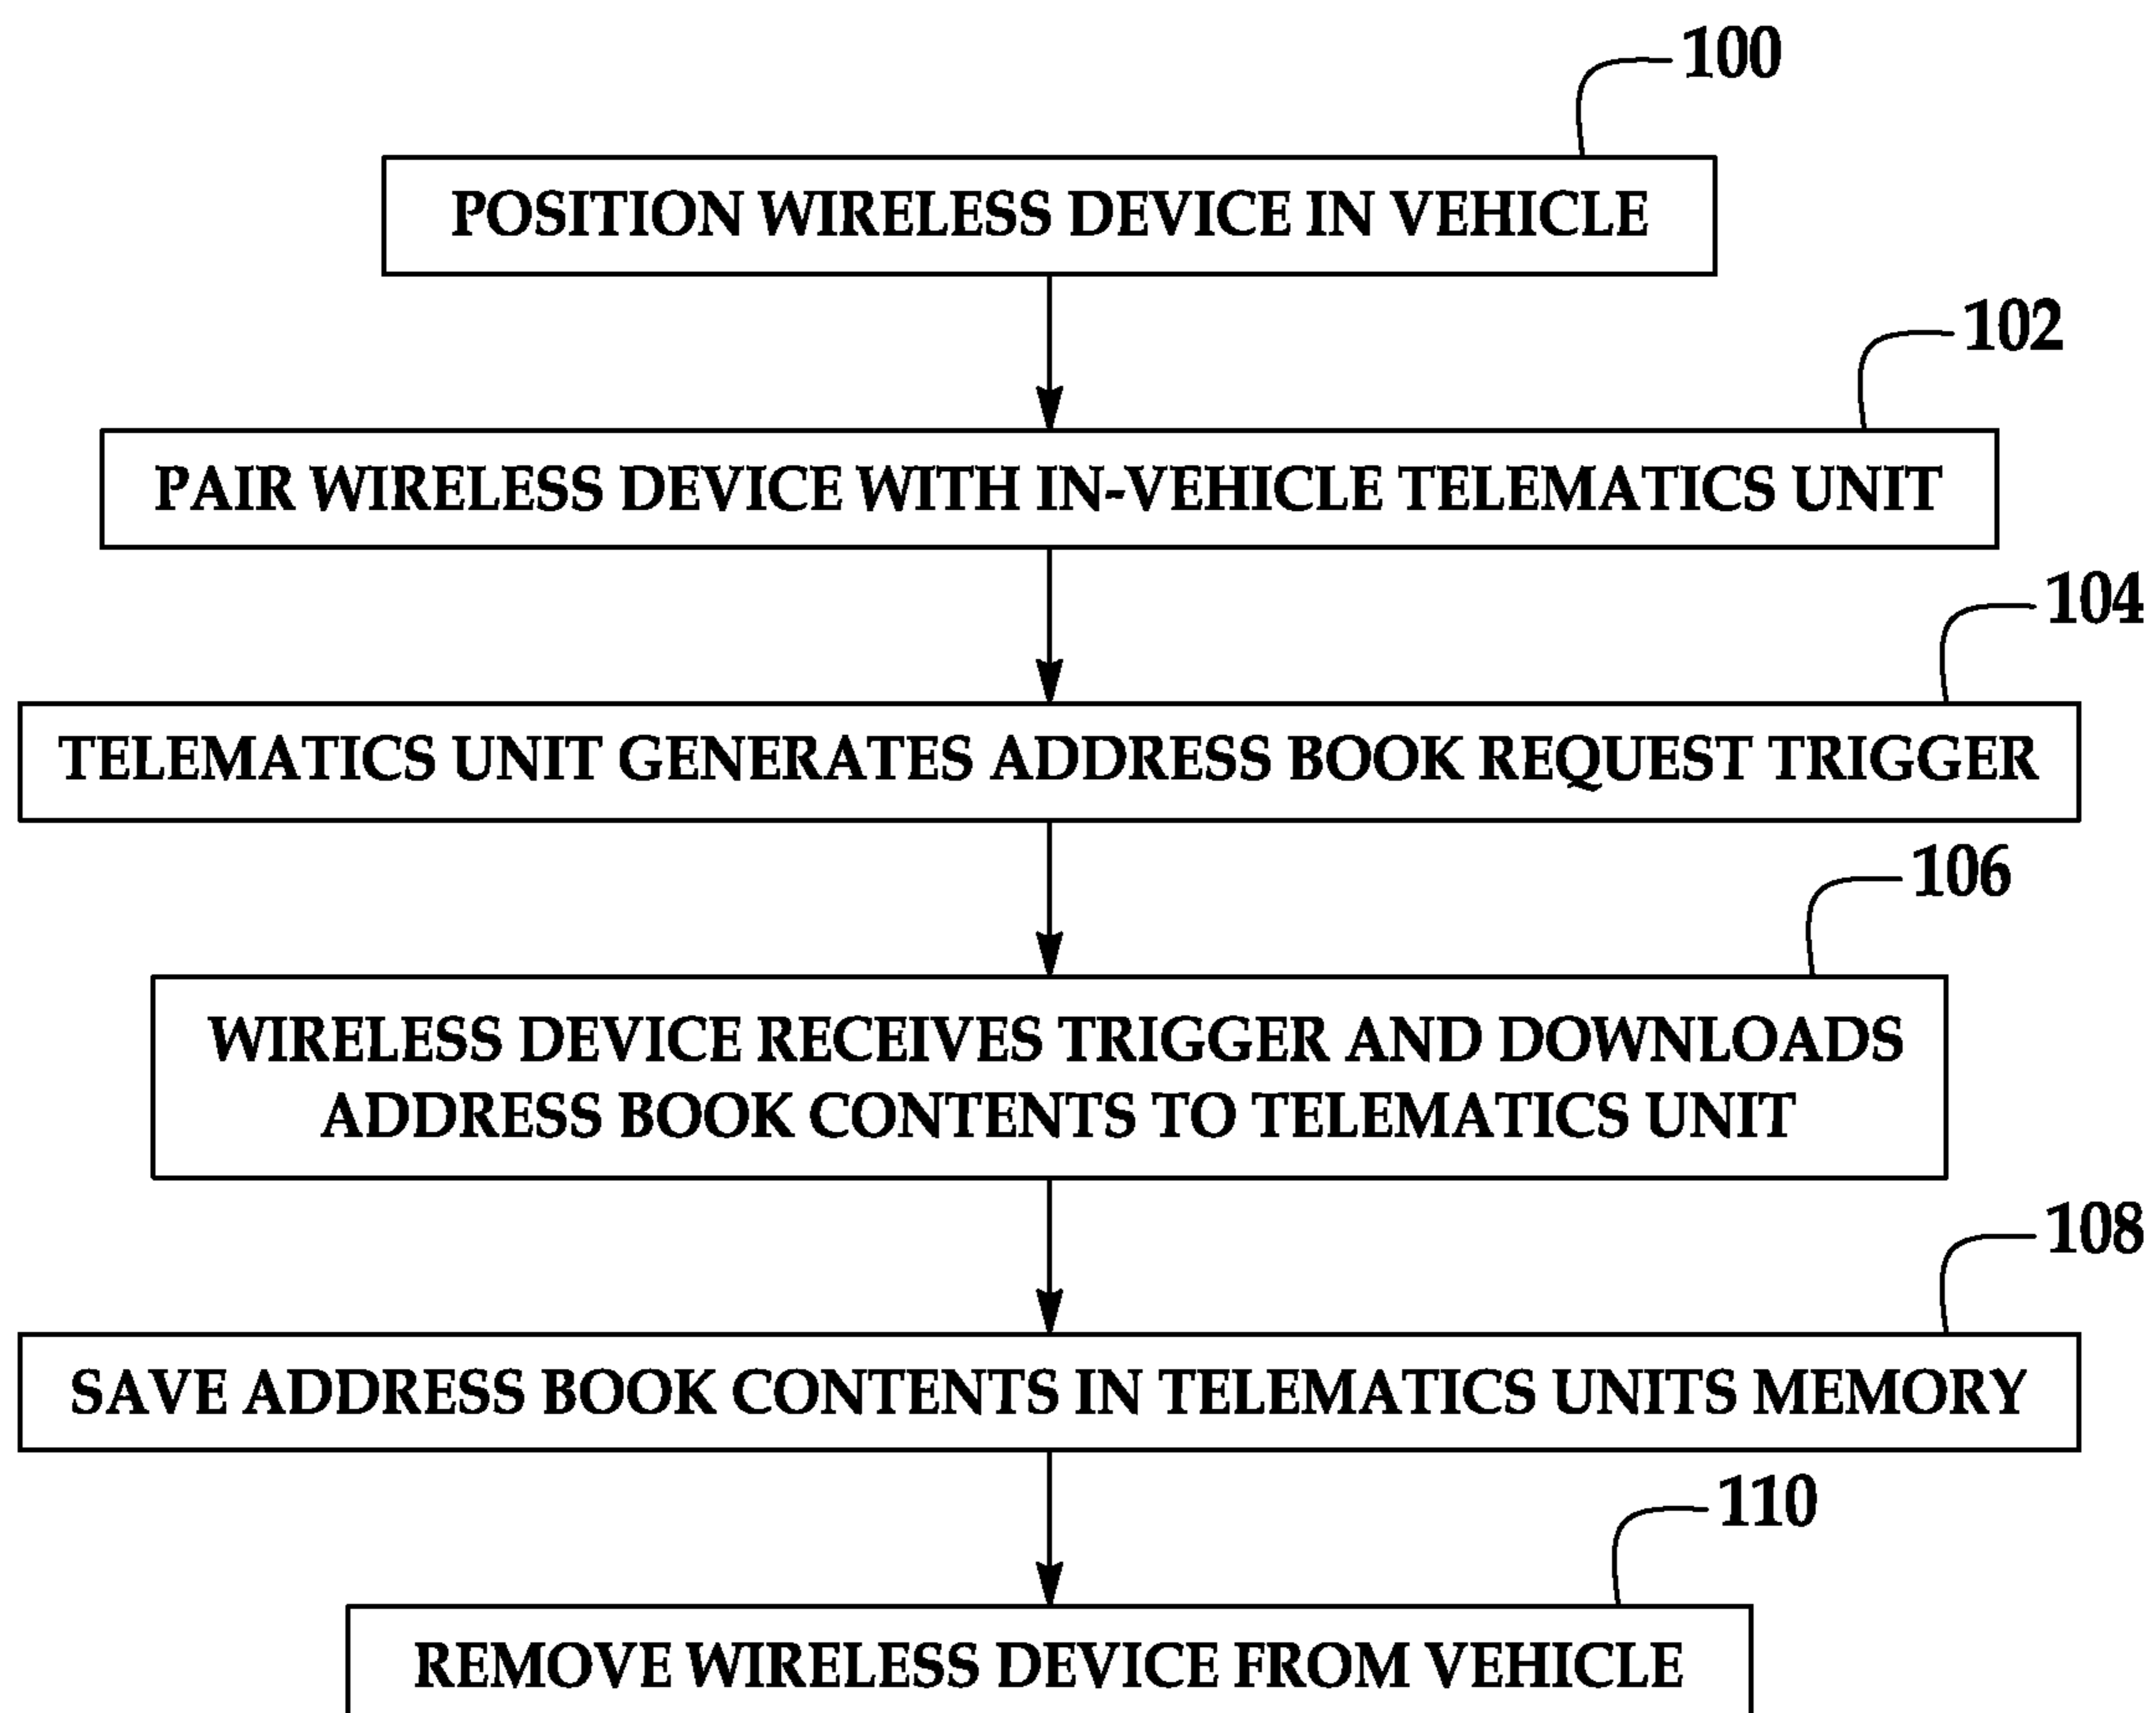 100
POSITION WIRELESS DEVICE IN VEHICLE
102
PAIR WIRELESS DEVICE WITH IN-VEHICLE TELEMATICS UNIT
104
TELEMATICS UNIT GENERATES ADDRESS BOOK REQUEST TRIGGER
106
WIRELESS DEVICE RECEIVES TRIGGER AND DOWNLOADS
ADDRESS BOOK CONTENTS TO TELEMATICS UNIT
108
SAVE ADDRESS BOOK CONTENTS IN TELEMATICS UNITS MEMORY
110
REMOVE WIRELESS DEVICE FROM VEHICLE